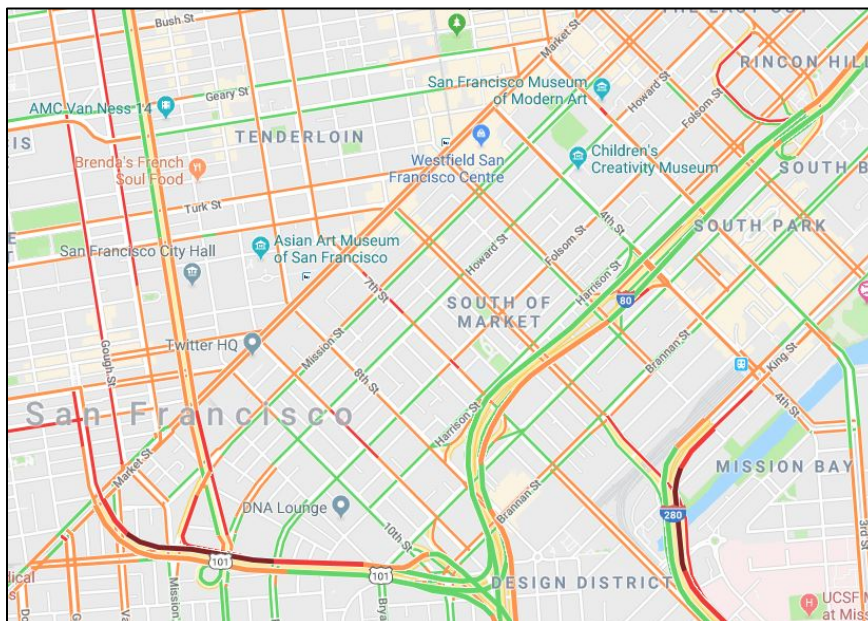 THE EAST CUT
Bush St
Market St
RINCON HILL
Geary St
San Francisco Museum
of Modern Art
Howard St
Folsom St
AMC Van Ness 14
TENDERLOIN
Westfield San
Francisco Centre
Children's
Creativity Museum
SOUTH B
Brenda's French
Soul Food
Turk St
4th St
SOUTH PARK
San Francisco City Hall
Asian Art Museum
of San Francisco
Howard St
Folsom St
Harrison St
7th St
SOUTH OF
MARKET
80
Twitter HQ
Mission St
Brannan St
King St
Gough St
8th St
4th St
San Francisco
Harrison St
Market St
MISSION BAY
DNA Lounge
Brannan St
280
10th St
3rd St
101
101
DESIGN DISTRICT
Mission
Bry
UCSF M
at Miss